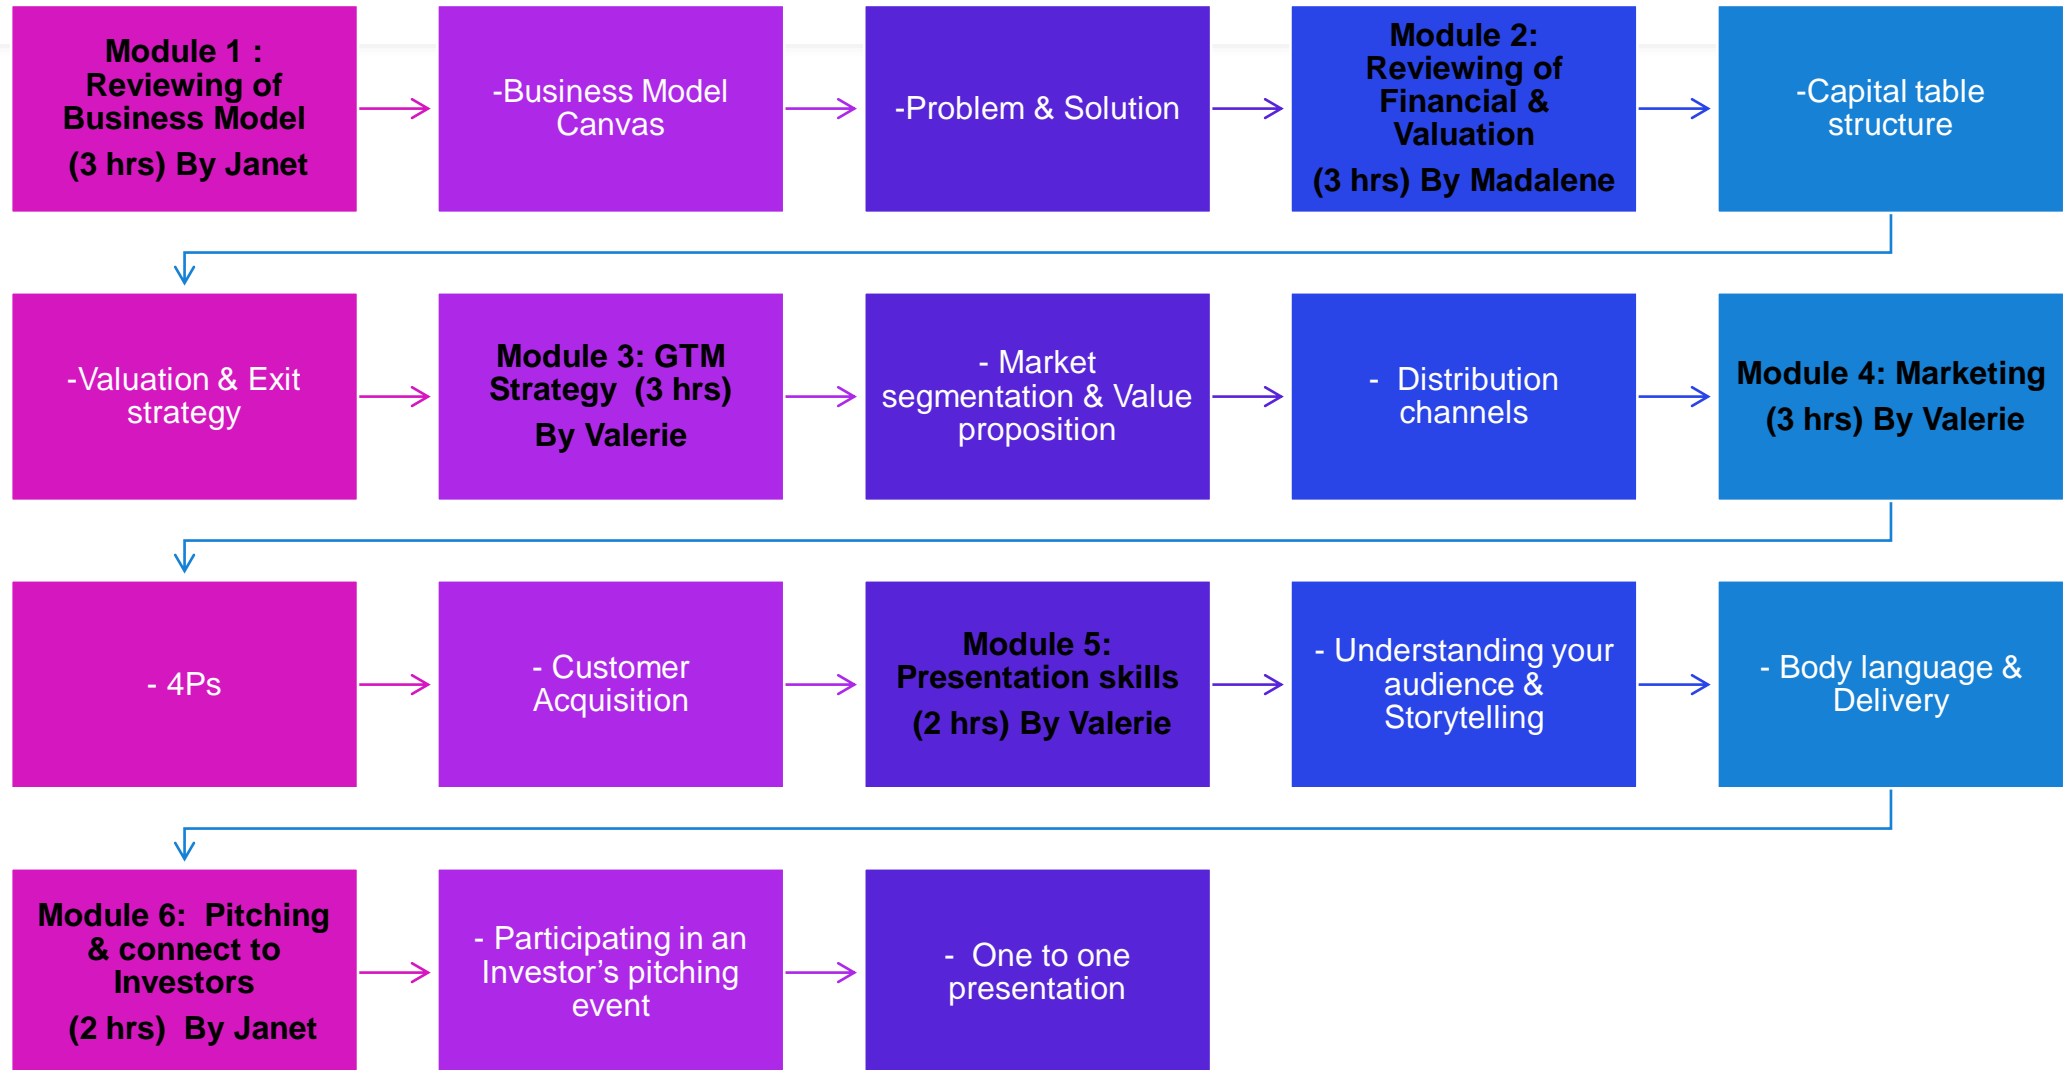 Module 1 :
Reviewing of
Business Model
(3 hrs) By Janet
-Business Model
Canvas
-Problem & Solution
Module 2:
Reviewing of
Financial &
Valuation
(3 hrs) By Madalene
-Capital table
structure
-Valuation & Exit
strategy
Module 3: GTM
Strategy (3 hrs)
By Valerie
- Market
segmentation & Value
proposition
- Distribution
channels
Module 4: Marketing
(3 hrs) By Valerie
- 4Ps
- Customer
Acquisition
Module 5:
Presentation skills
(2 hrs) By Valerie
- Understanding your
audience &
Storytelling
- Body language &
Delivery
Module 6: Pitching
& connect to
Investors
(2 hrs) By Janet
- Participating in an
Investor’s pitching
event
- One to one
presentation